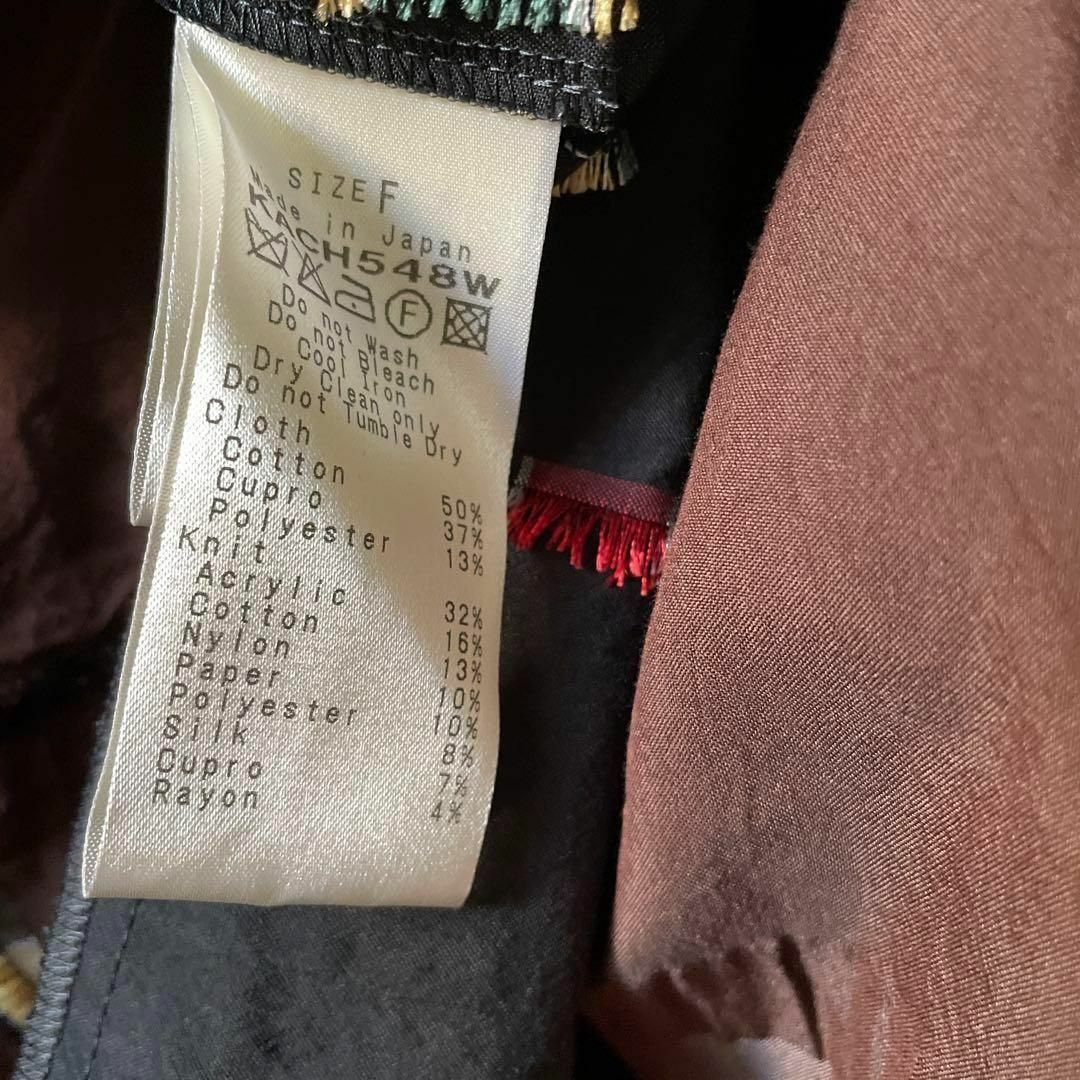 SIZE F
Made in Japan
KACH548W
F
Do not Wash
Do not Bleach
Cool Iron
Dry Clean only
Do not Tumble Dry
Cloth
Cotton 50%
Cupro 37%
Polyester 13%
Knit
Acrylic 32%
Cotton 16%
Nylon 13%
Paper 10%
Polyester 10%
Silk 8%
Cupro 7%
Rayon 4%